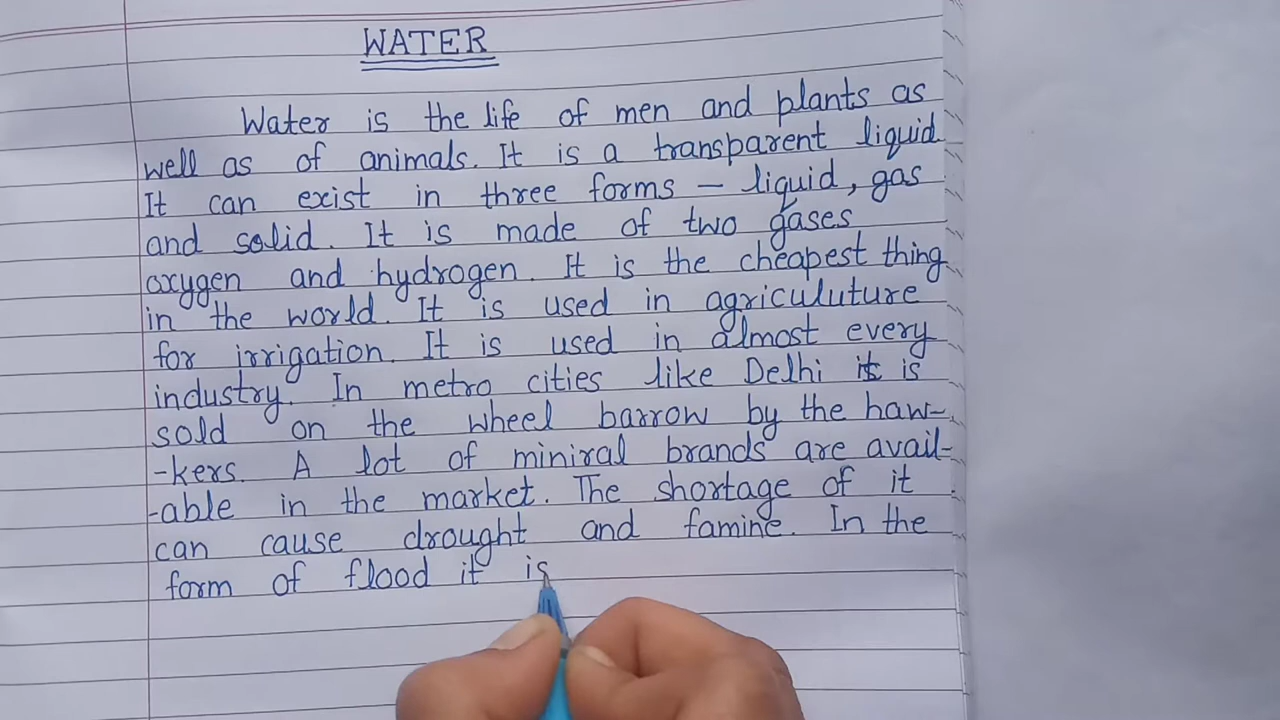 WATER
Water is the life of men and plants as
well as of animals. It is a transparent liquid
It can exist in three forms – liquid, gas
and solid. It is made of two gases
oxygen and hydrogen. It is the cheapest thing
in the world. It is used in agriculuture
for irrigation. It is used in almost every
industry. In metro cities like Delhi it is
sold on the wheel barrow by the haw-
-kers. A lot of miniral brands are avail-
-able in the market. The shortage of it
can cause drought and famine. In the
form of flood it is